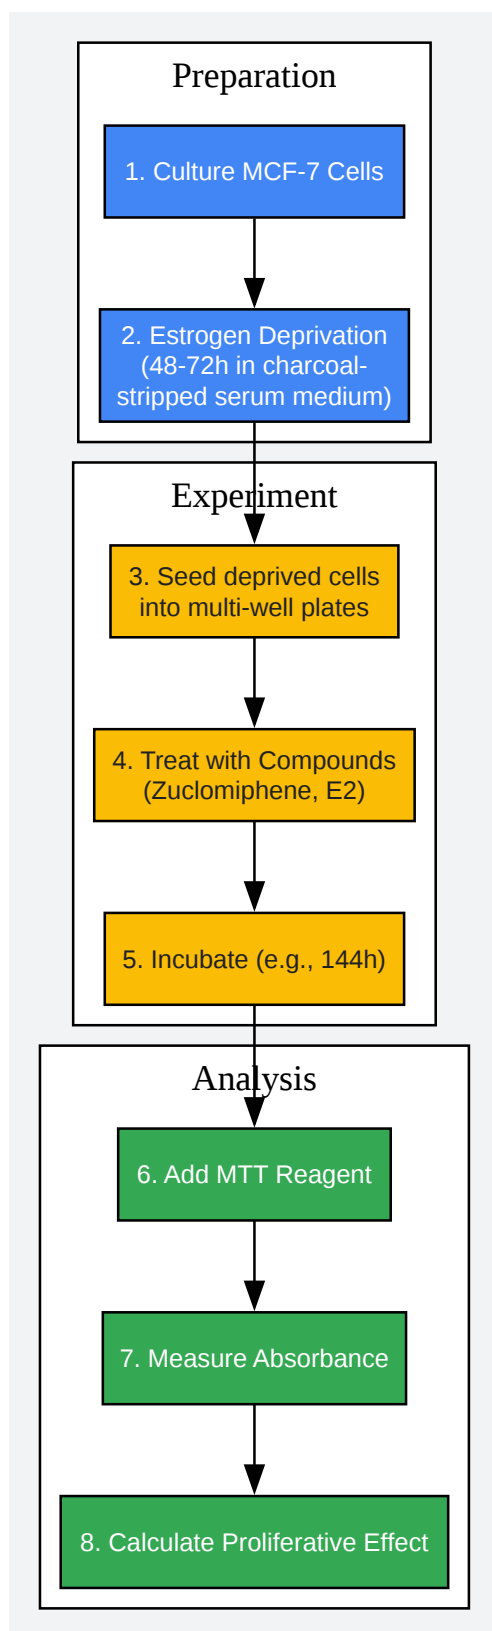 Preparation
1. Culture MCF-7 Cells
2. Estrogen Deprivation
(48-72h in charcoal-
stripped serum medium)
Experiment
3. Seed deprived cells
into multi-well plates
4. Treat with Compounds
(Zuclomiphene, E2)
5. Incubate (e.g., 144h)
Analysis
6. Add MTT Reagent
7. Measure Absorbance
8. Calculate Proliferative Effect